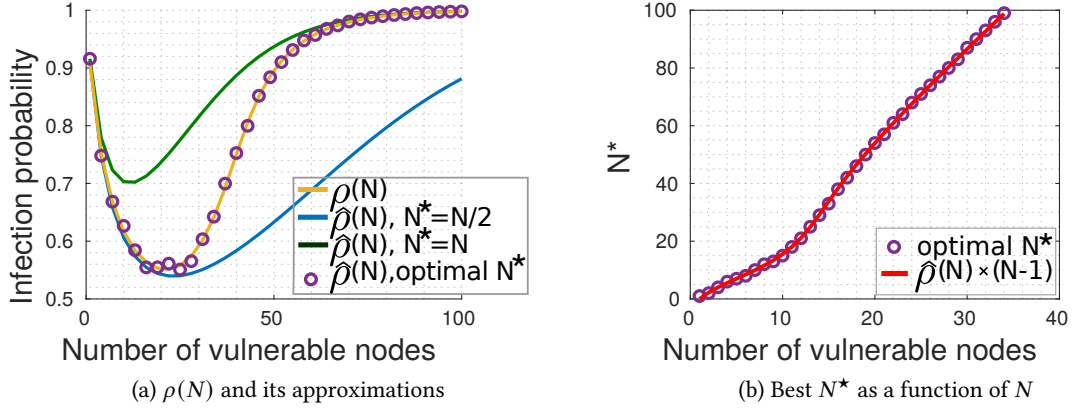 1
0.9
0.8
0.7
0.6
0.5
0
50
100
Infection probability
Number of vulnerable nodes
ρ(N)
ρ̂(N), N*=N/2
ρ̂(N), N*=N
ρ̂(N),optimal N*
(a) ρ(N) and its approximations
100
80
60
40
20
0
0
10
20
30
40
N*
Number of vulnerable nodes
optimal N*
ρ̂(N)×(N-1)
(b) Best N★ as a function of N